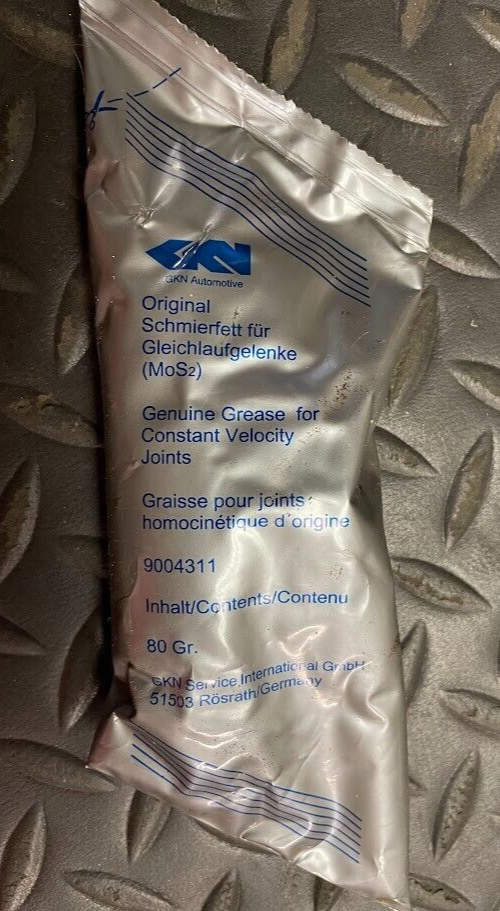 GKN
GKN Automotive
Original
Schmierfett für
Gleichlaufgelenke
(MoS2)
Genuine Grease for
Constant Velocity
Joints
Graisse pour joints
homocinétique d´origine
9004311
Inhalt/Contents/Contenu
80 Gr.
GKN Service International GmbH
51503 Rösrath/Germany